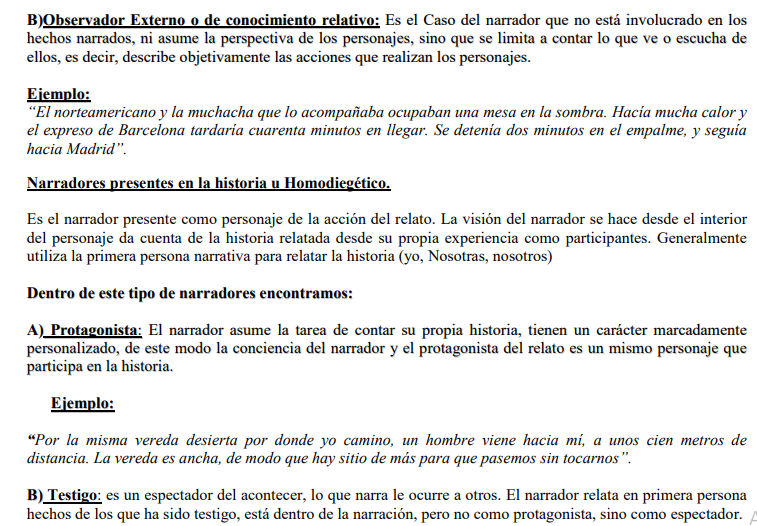 B)Observador Externo o de conocimiento relativo: Es el Caso del narrador que no está involucrado en los
hechos narrados, ni asume la perspectiva de los personajes, sino que se limita a contar lo que ve o escucha de
ellos, es decir, describe objetivamente las acciones que realizan los personajes.
Ejemplo:
“El norteamericano y la muchacha que lo acompañaba ocupaban una mesa en la sombra. Hacía mucha calor y
el expreso de Barcelona tardaría cuarenta minutos en llegar. Se detenía dos minutos en el empalme, y seguía
hacia Madrid”.
Narradores presentes en la historia u Homodiegético.
Es el narrador presente como personaje de la acción del relato. La visión del narrador se hace desde el interior
del personaje da cuenta de la historia relatada desde su propia experiencia como participantes. Generalmente
utiliza la primera persona narrativa para relatar la historia (yo, Nosotras, nosotros)
Dentro de este tipo de narradores encontramos:
A) Protagonista: El narrador asume la tarea de contar su propia historia, tienen un carácter marcadamente
personalizado, de este modo la conciencia del narrador y el protagonista del relato es un mismo personaje que
participa en la historia.
Ejemplo:
“Por la misma vereda desierta por donde yo camino, un hombre viene hacia mí, a unos cien metros de
distancia. La vereda es ancha, de modo que hay sitio de más para que pasemos sin tocarnos”.
B) Testigo: es un espectador del acontecer, lo que narra le ocurre a otros. El narrador relata en primera persona
hechos de los que ha sido testigo, está dentro de la narración, pero no como protagonista, sino como espectador.